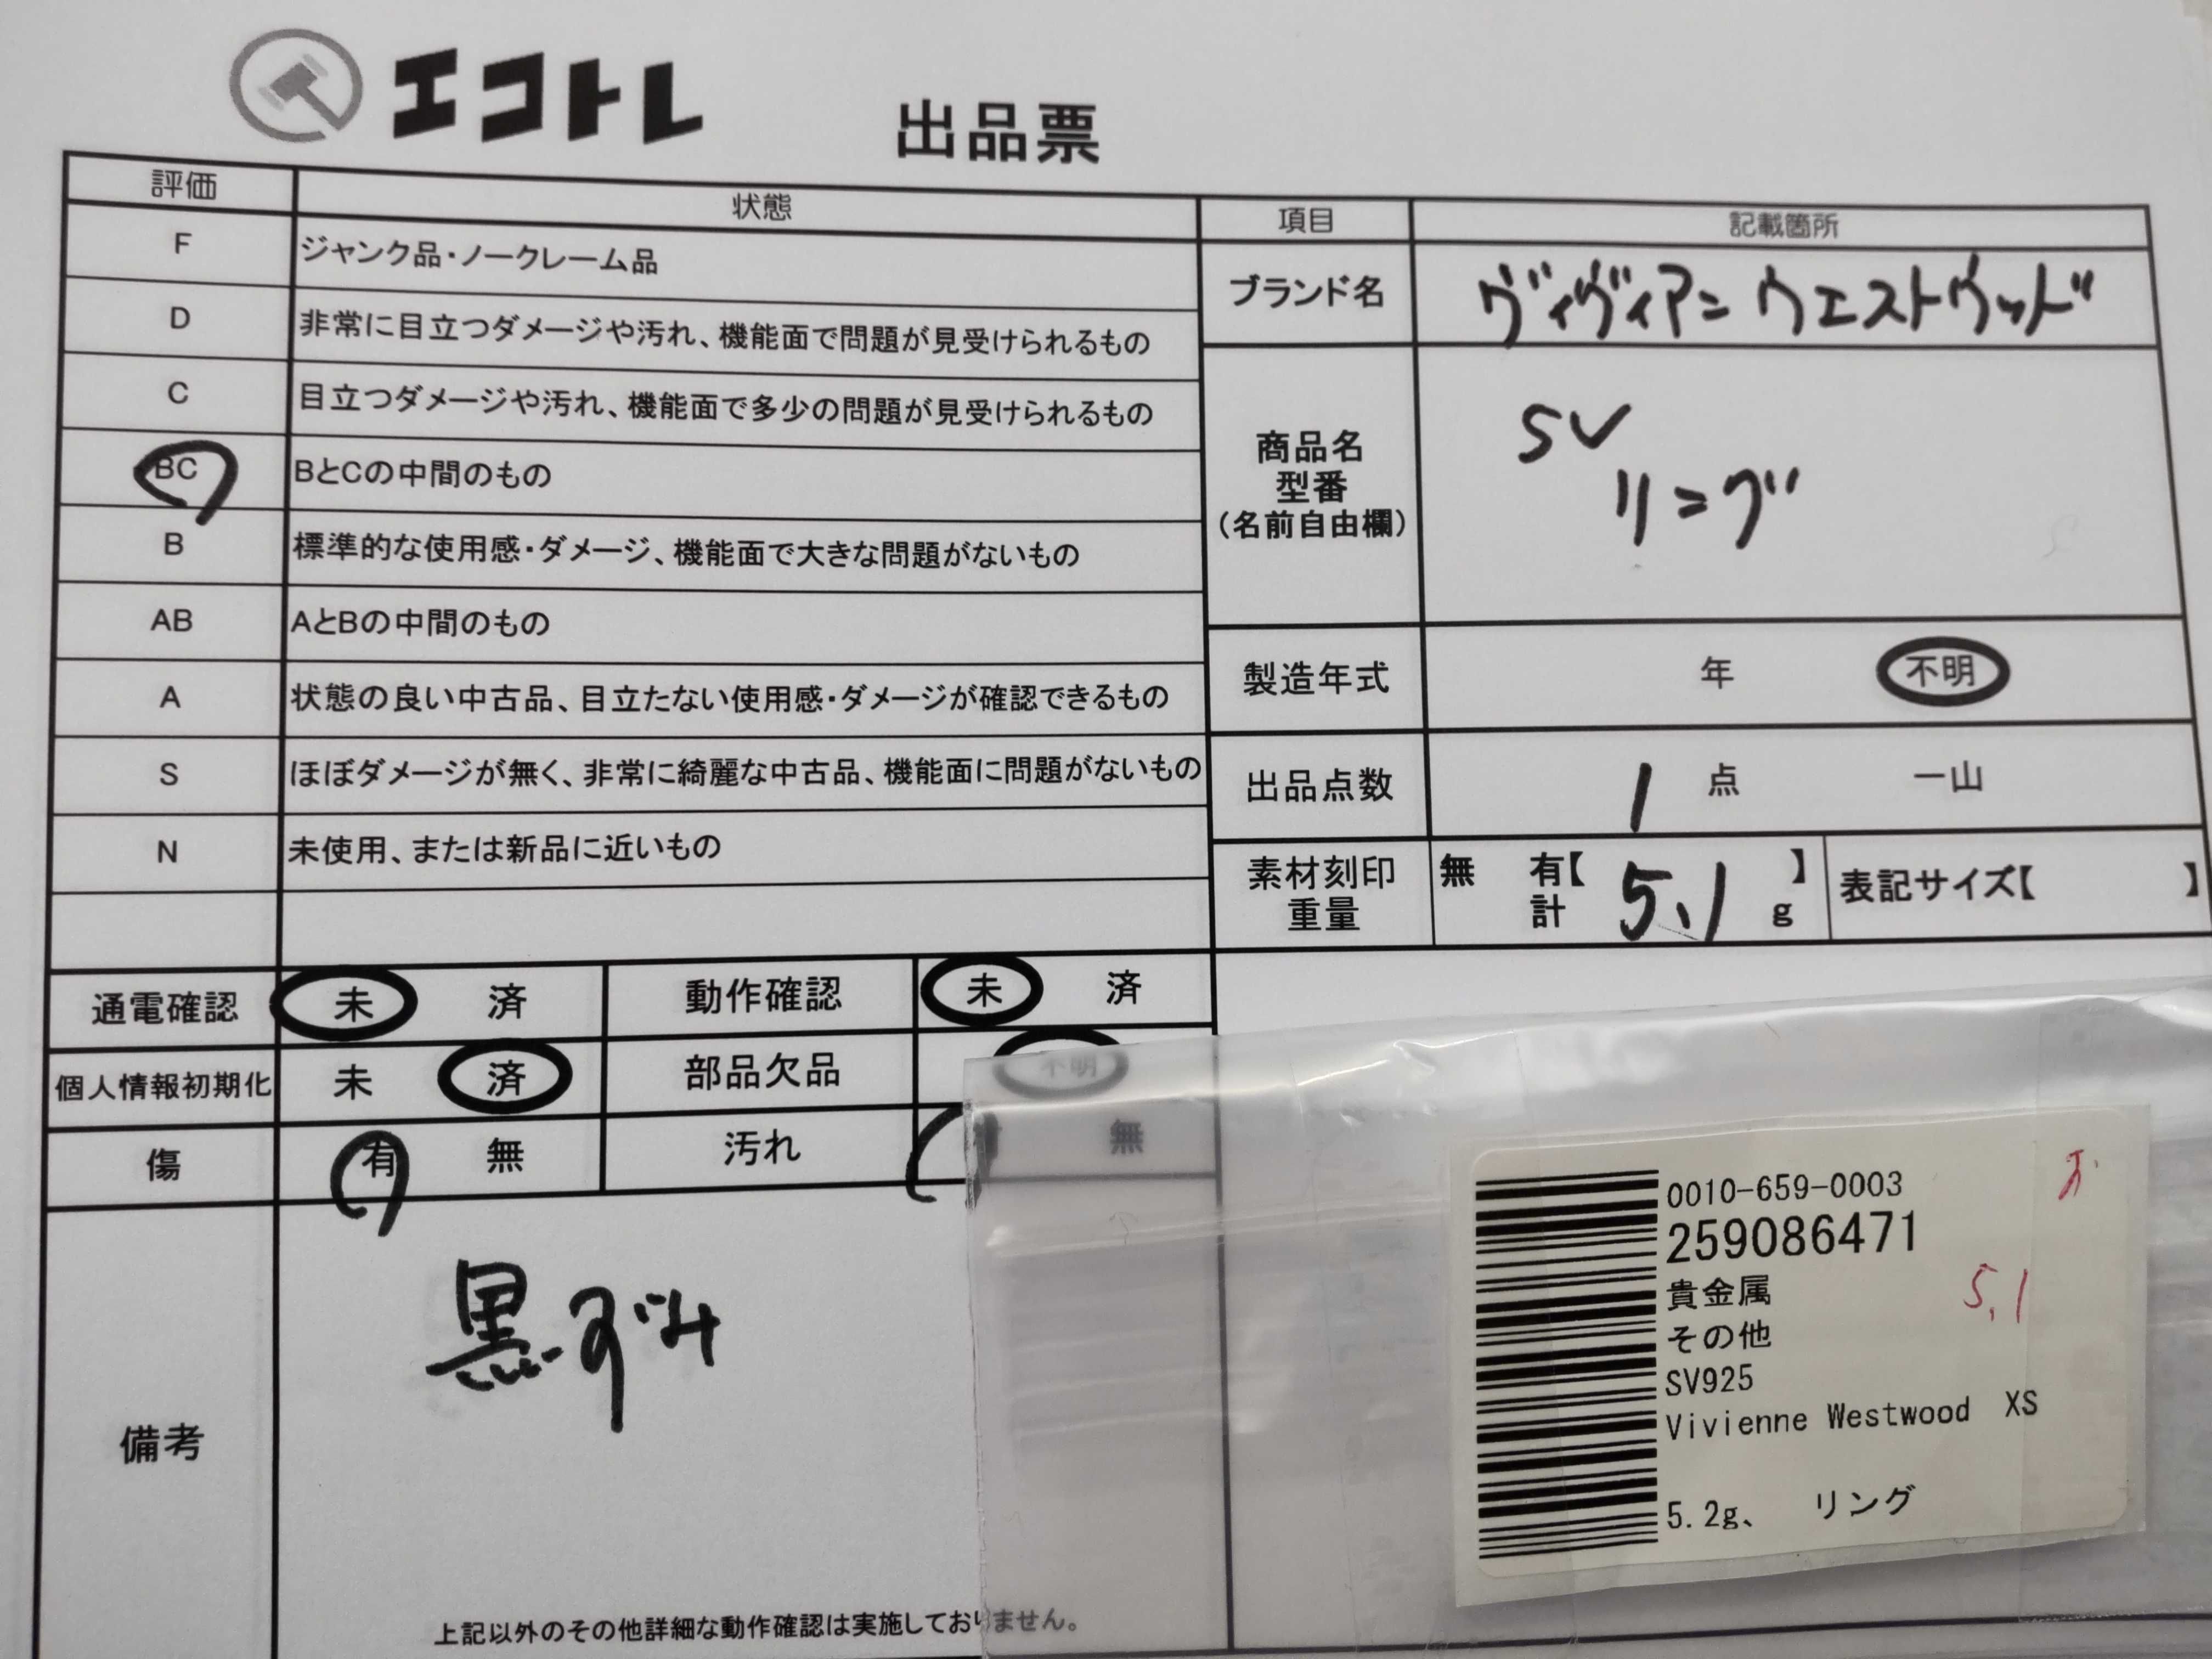 エコトレ
出品票
評価 状態
F ジャンク品・ノークレーム品
D 非常に目立つダメージや汚れ、機能面で問題が見受けられるもの
C 目立つダメージや汚れ、機能面で多少の問題が見受けられるもの
BC BとCの中間のもの
B 標準的な使用感・ダメージ、機能面で大きな問題がないもの
AB AとBの中間のもの
A 状態の良い中古品、目立たない使用感・ダメージが確認できるもの
S ほぼダメージが無く、非常に綺麗な中古品、機能面に問題がないもの
N 未使用、または新品に近いもの
項目 記載箇所
ブランド名 ヴィヴィアン ウエストウッド
商品名
型番
(名前自由欄)
SV
リング
製造年式 年 不明
出品点数 1 点 一山
素材刻印
重量
無 有【 】
計 5.1 g
表記サイズ【 】
通電確認 未 済 動作確認 未 済
個人情報初期化 未 済 部品欠品 不明
傷 有 無 汚れ 無
備考
黒ずみ
上記以外のその他詳細な動作確認は実施しておりません。
0010-659-0003
259086471
貴金属
5.1
その他
SV925
Vivienne Westwood XS
5.2g、 リング